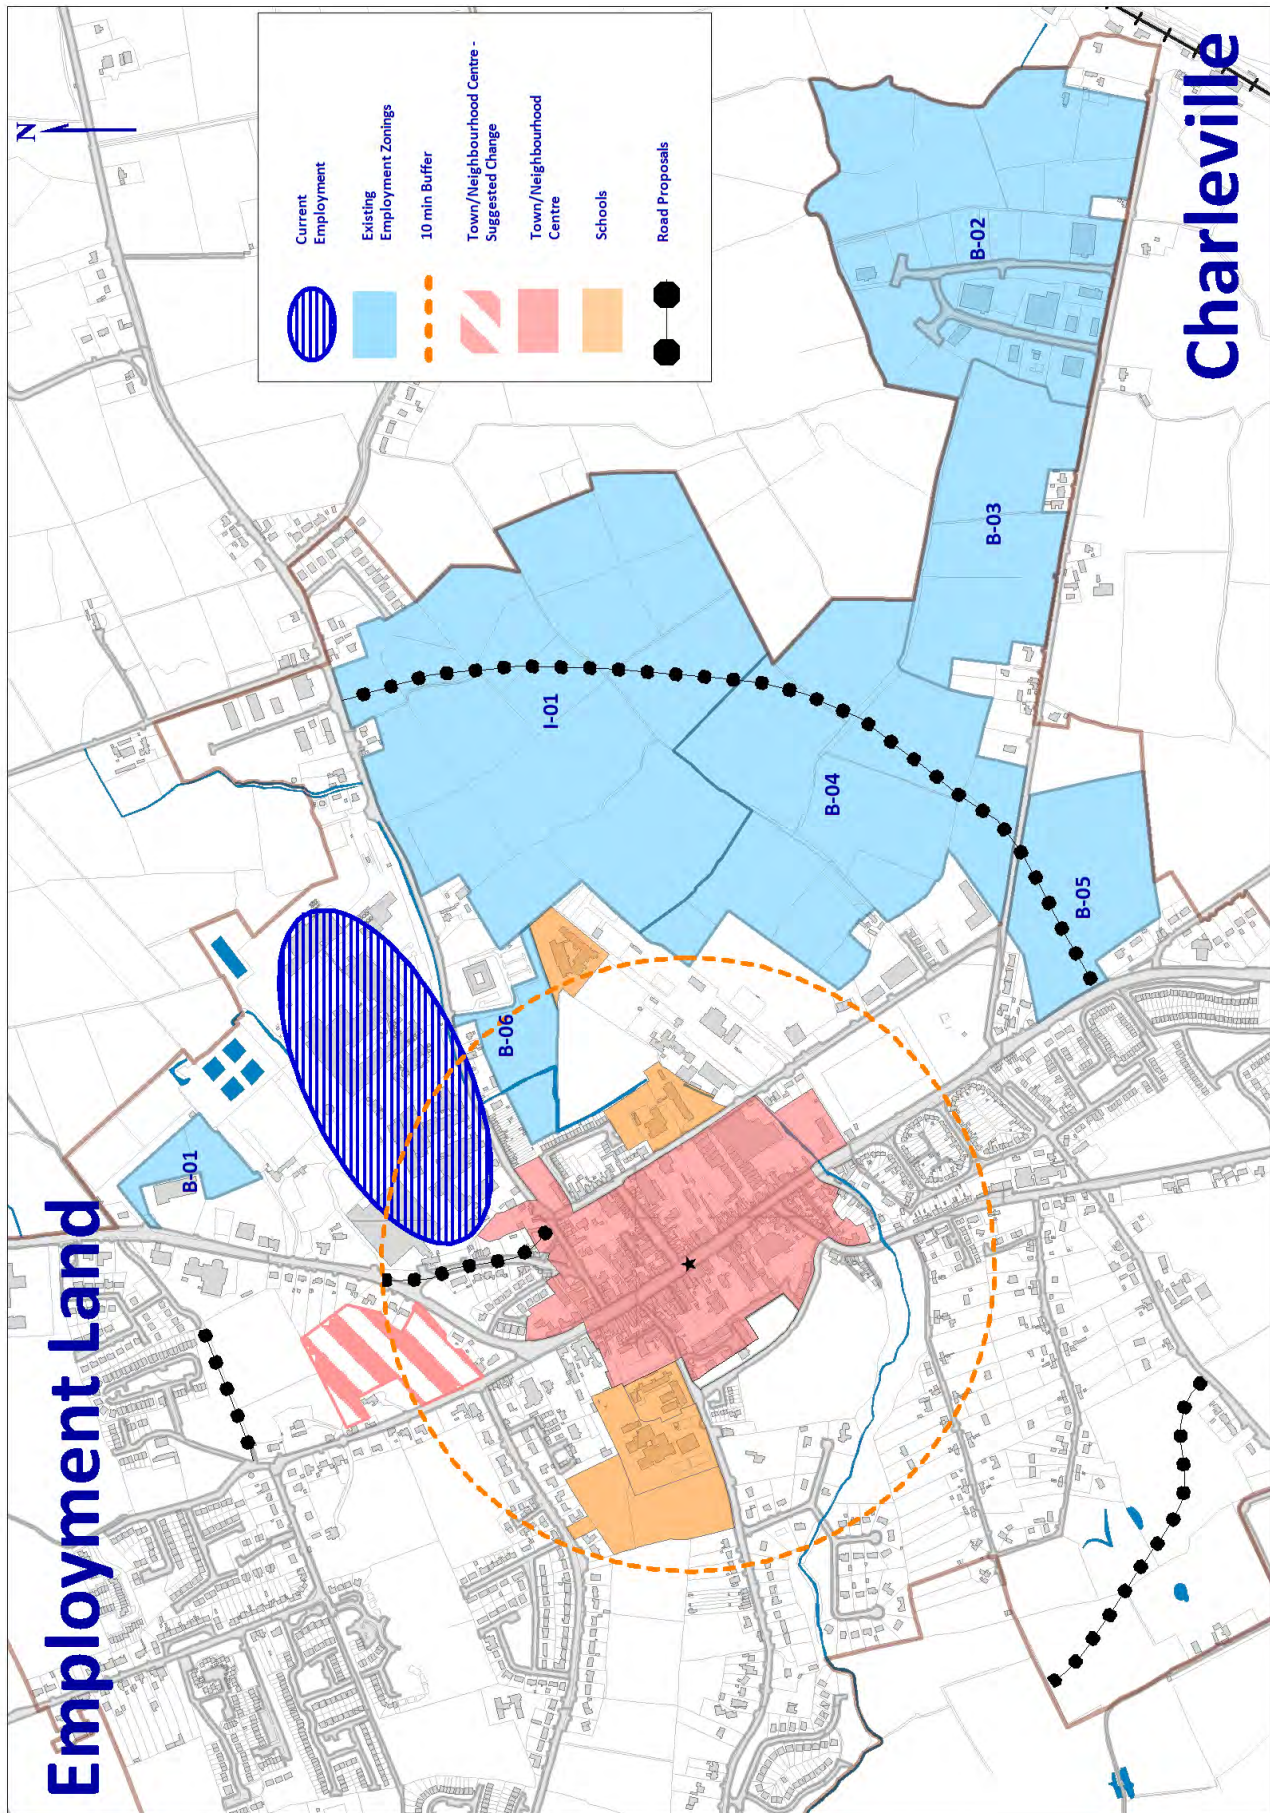 Employment Land
N
Current
Employment
Existing
Employment Zonings
10 min Buffer
Town/Neighbourhood Centre -
Suggested Change
Town/Neighbourhood
Centre
Schools
Road Proposals
B-01
B-06
I-01
B-04
B-05
B-03
B-02
Charleville